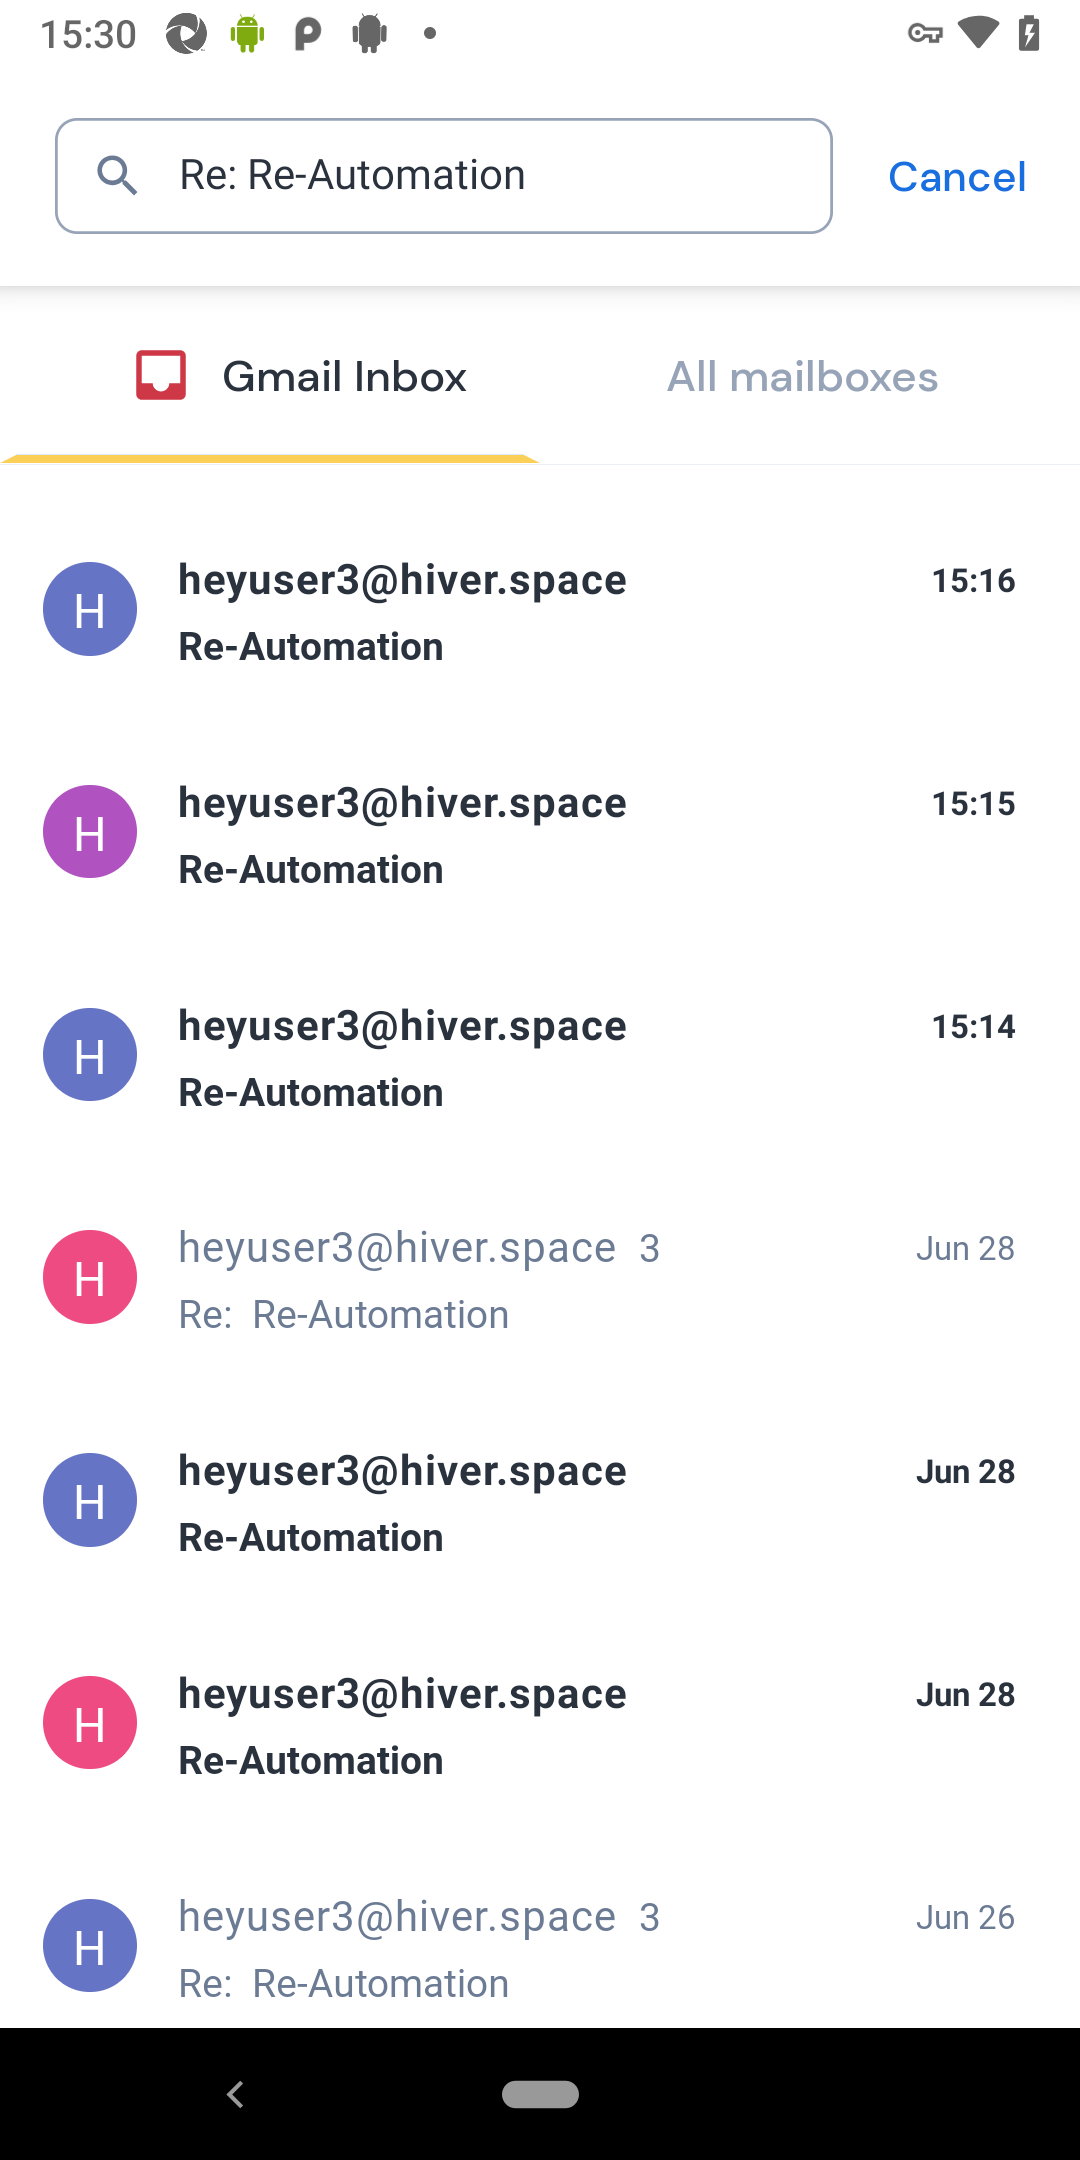 15:30
Re: Re-Automation
Cancel
Gmail Inbox
All mailboxes
H
heyuser3@hiver.space
15:16
Re-Automation
H
heyuser3@hiver.space
15:15
Re-Automation
H
heyuser3@hiver.space
15:14
Re-Automation
H
heyuser3@hiver.space 3
Jun 28
Re: Re-Automation
H
heyuser3@hiver.space
Jun 28
Re-Automation
H
heyuser3@hiver.space
Jun 28
Re-Automation
H
heyuser3@hiver.space 3
Jun 26
Re: Re-Automation